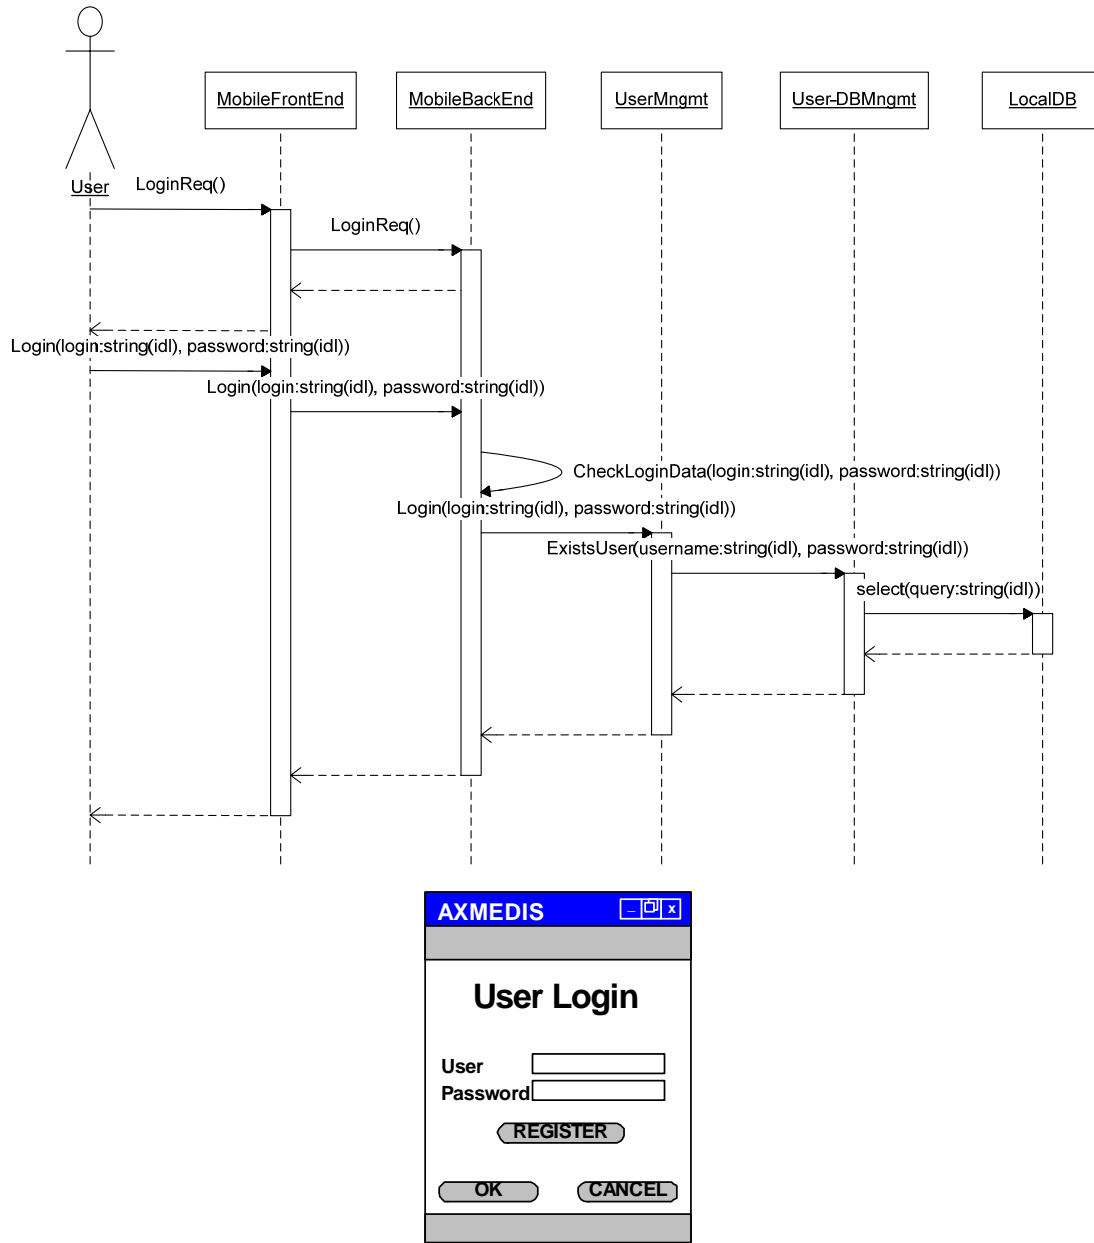 MobileFrontEnd
MobileBackEnd
UserMngmt
User-DBMngmt
LocalDB
User
LoginReq()
LoginReq()
Login(login:string(idl), password:string(idl))
Login(login:string(idl), password:string(idl))
CheckLoginData(login:string(idl), password:string(idl))
Login(login:string(idl), password:string(idl))
ExistsUser(username:string(idl), password:string(idl))
select(query:string(idl))
AXMEDIS
User Login
User
Password
REGISTER
OK
CANCEL